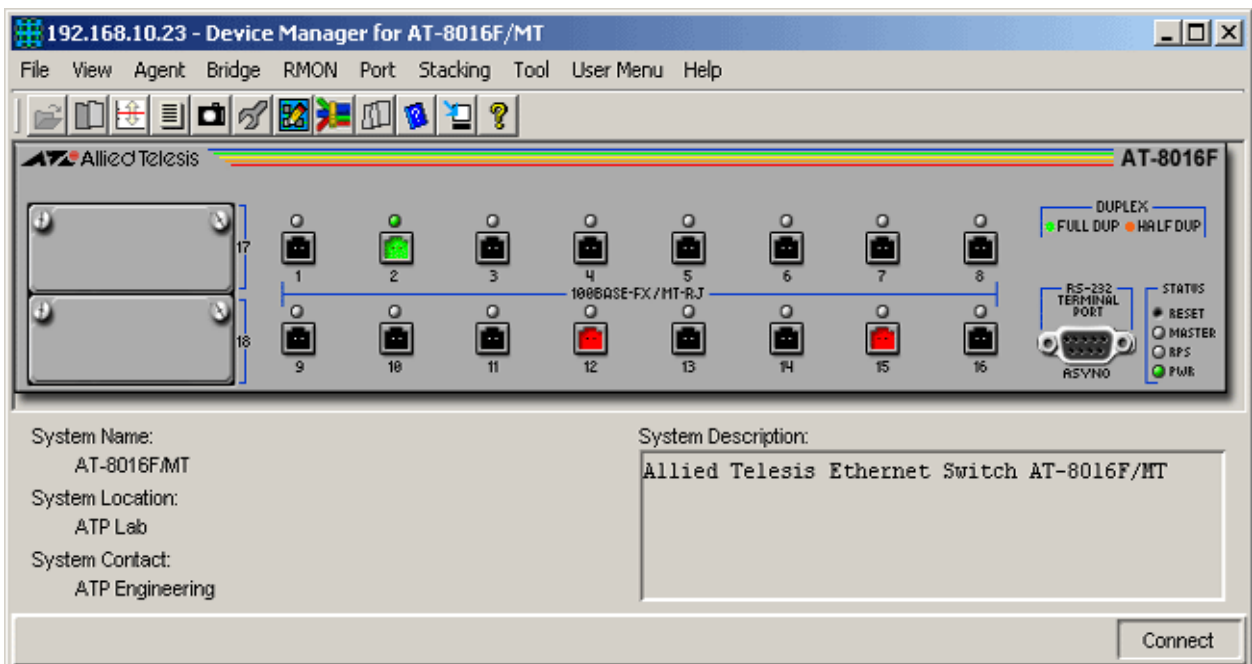 192.168.10.23 - Device Manager for AT-8016F/MT
File View Agent Bridge RMON Port Stacking Tool User Menu Help
Allied Telesis
AT-8016F
DUPLEX
FULL DUP HALF DUP
17
1 2 3 4 5 6 7 8
100BASE-FX/MT-RJ
18
9 10 11 12 13 14 15 16
RS-232
TERMINAL
PORT
ASYNO
STATUS
RESET
MASTER
RPS
PWR
System Name:
AT-8016F/MT
System Location:
ATP Lab
System Contact:
ATP Engineering
System Description:
Allied Telesis Ethernet Switch AT-8016F/MT
Connect